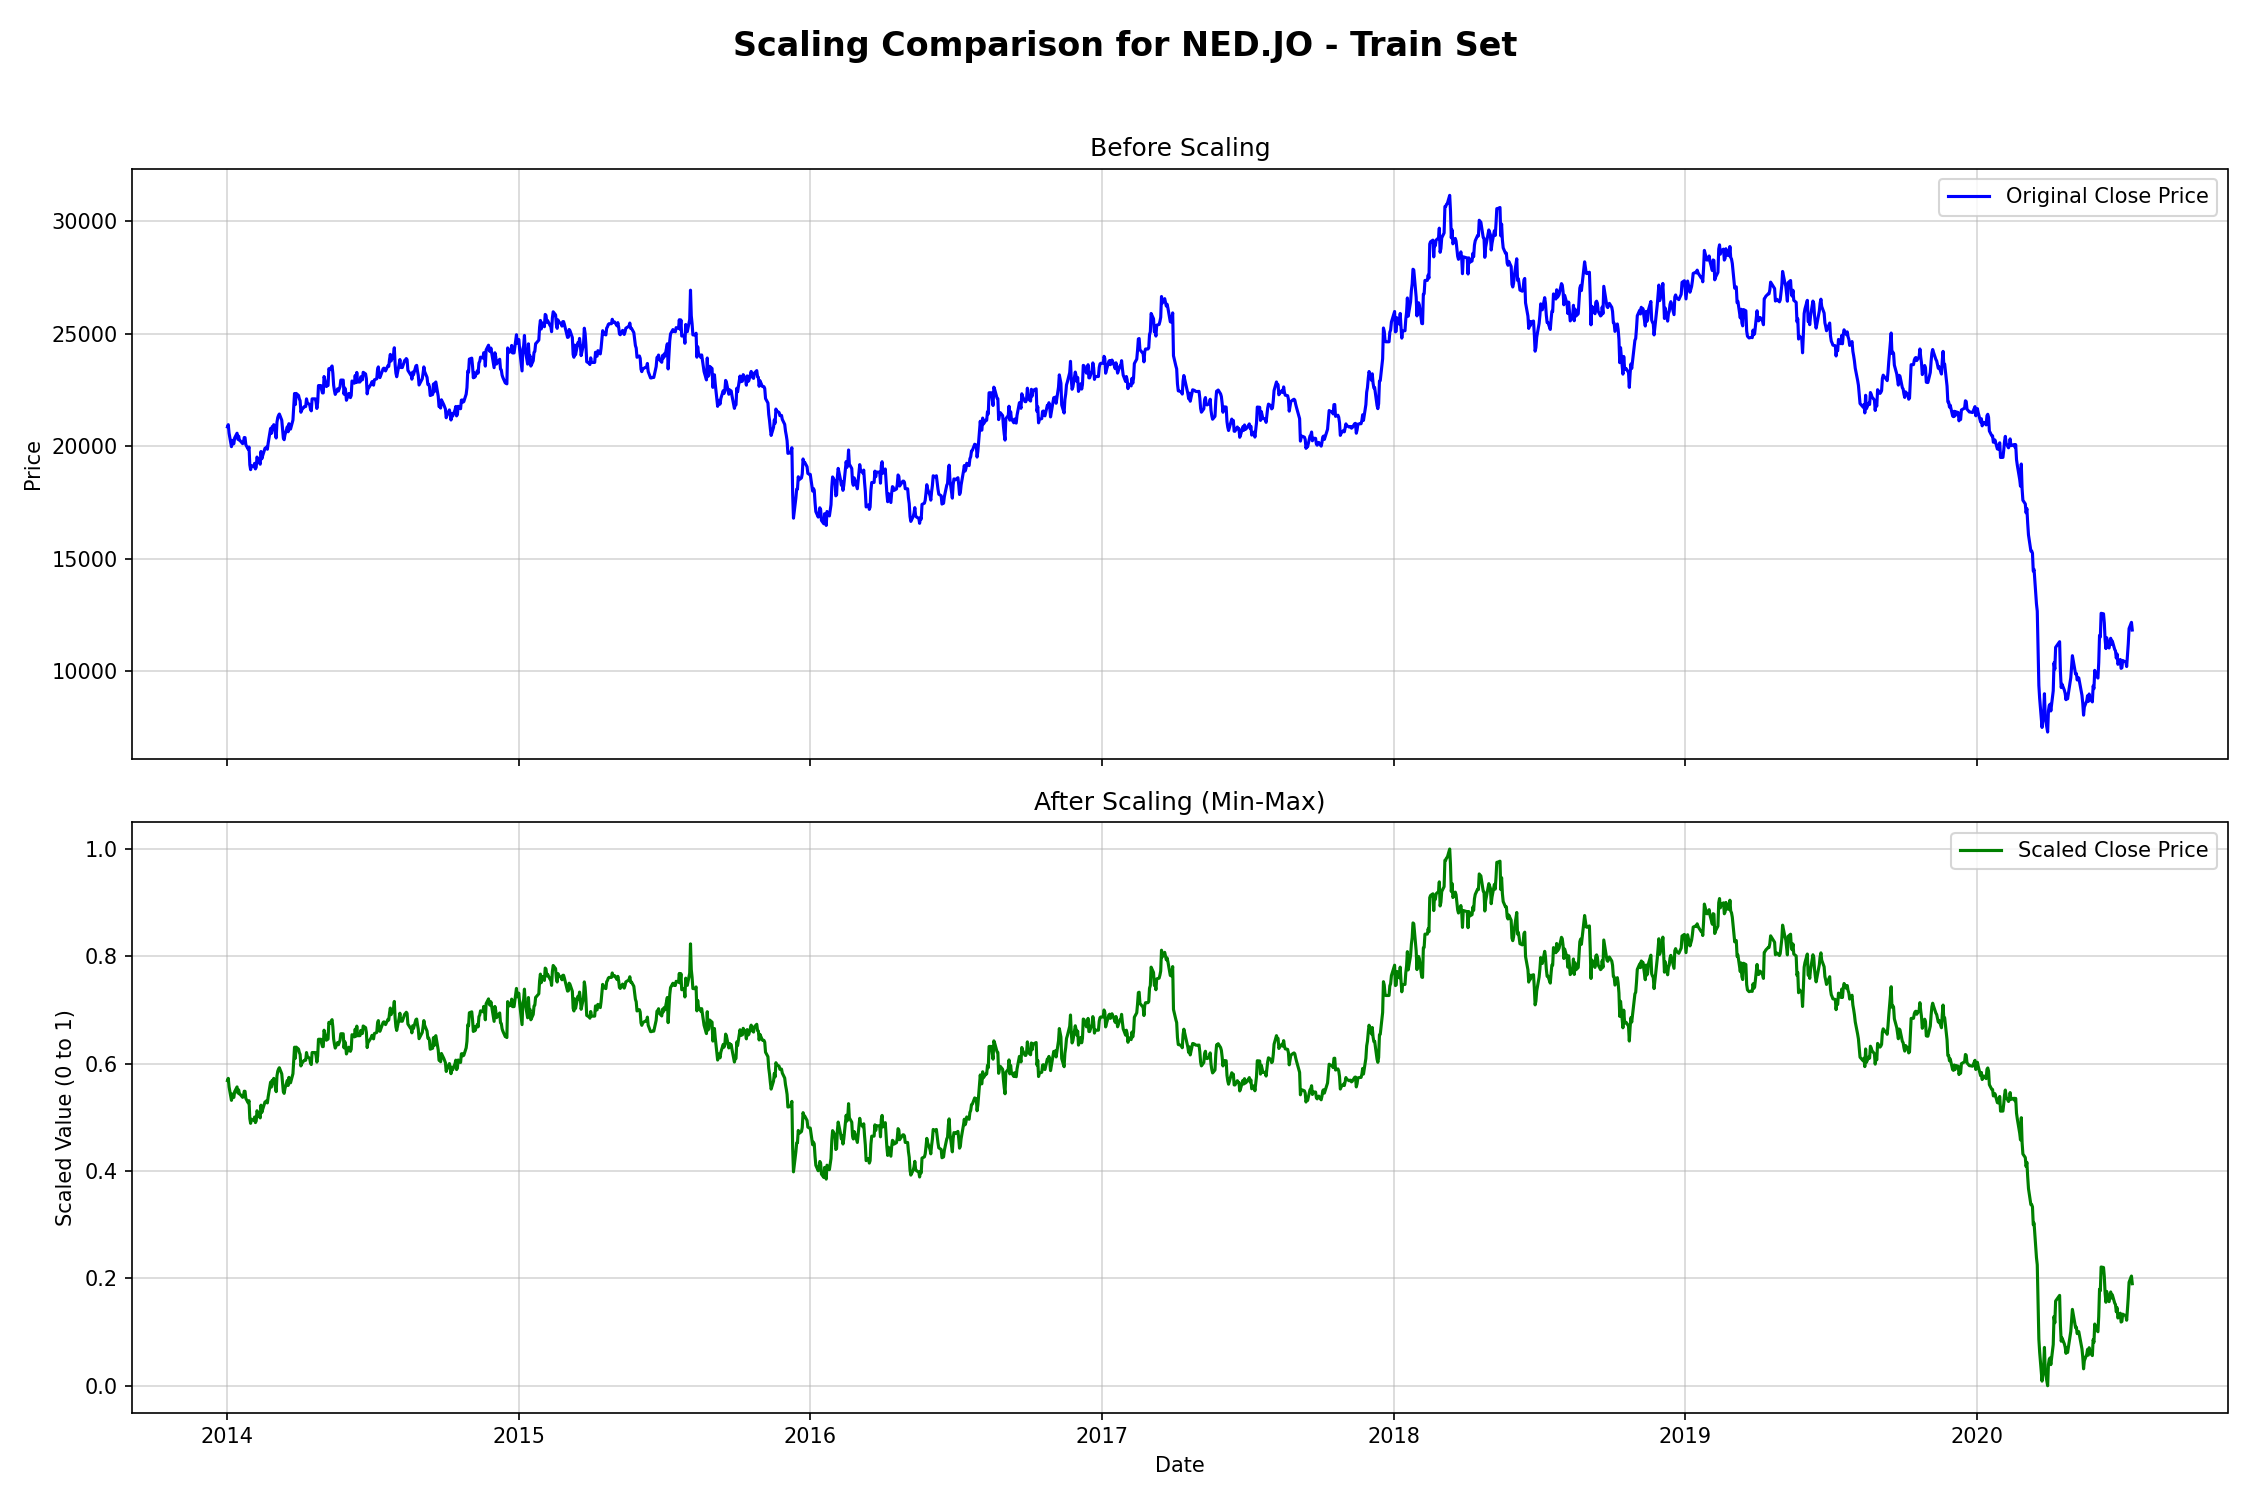 Scaling Comparison for NED.JO - Train Set
Before Scaling
Original Close Price
Price
30000
25000
20000
15000
10000
After Scaling (Min-Max)
Scaled Close Price
Scaled Value (0 to 1)
1.0
0.8
0.6
0.4
0.2
0.0
2014 2015 2016 2017 2018 2019 2020
Date